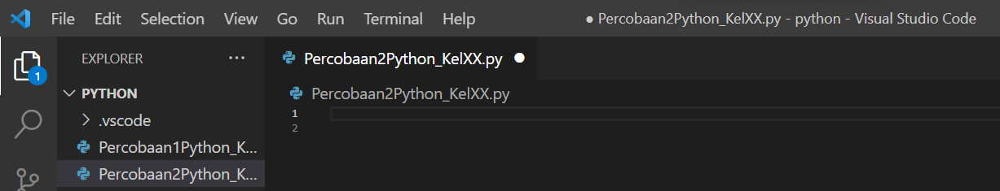 File Edit Selection View Go Run Terminal Help ● Percobaan2Python_KelXX.py - python - Visual Studio Code
EXPLORER ··· Percobaan2Python_KelXX.py ●
1
PYTHON Percobaan2Python_KelXX.py
.vscode
Percobaan1Python_K...
Percobaan2Python_K...
1
2